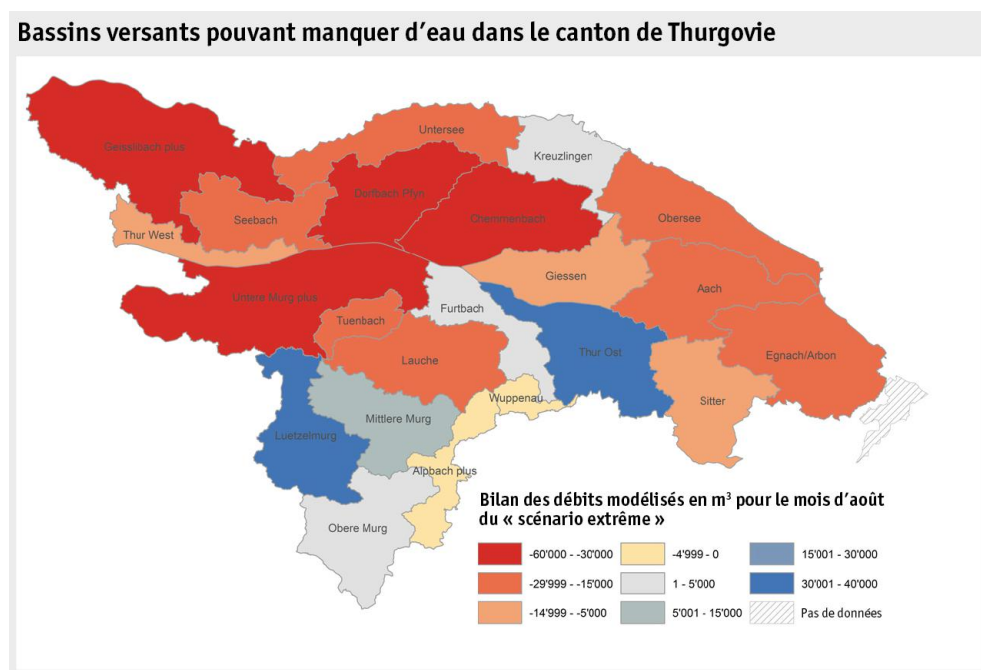 Bassins versants pouvant manquer d’eau dans le canton de Thurgovie
Untersee
Kreuzlingen
Geisslibach plus
Dorfbach Pfyn
Seebach
Chemmenbach
Obersee
Thur West
Giessen
Aach
Untere Murg plus
Furtbach
Tuenbach
Thur Ost
Egnach/Arbon
Lauche
Wuppenau
Sitter
Mittlere Murg
Luetzelmurg
Alpbach plus
Obere Murg
Bilan des débits modélisés en m³ pour le mois d’août
du « scénario extrême »
-60'000 - -30'000
-4'999 - 0
15'001 - 30'000
-29'999 - -15'000
1 - 5'000
30'001 - 40'000
-14'999 - -5'000
5'001 - 15'000
Pas de données